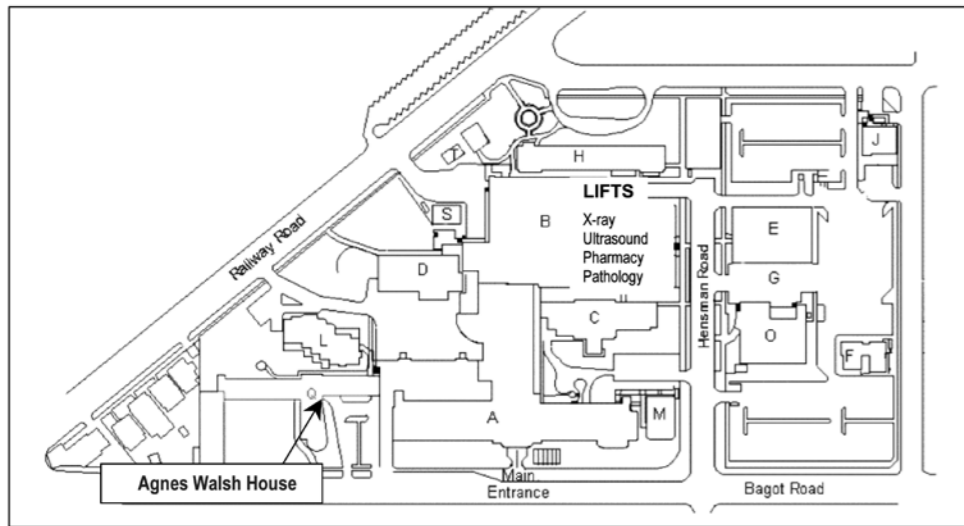 H
J
LIFTS
S
B
X-ray
Ultrasound
Pharmacy
Pathology
E
Railway Road
D
G
Hensman Road
C
L
O
F
A
M
Agnes Walsh House
Main
Entrance
Bagot Road